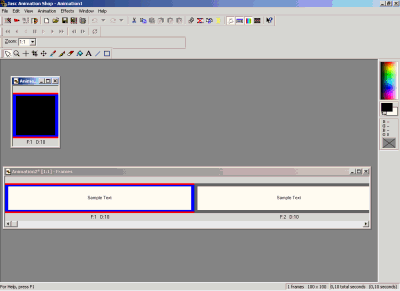 Jasc Animation Shop - Animation1
File Edit View Animation Effects Window Help
Zoom: 1:1
Anima...
F:1 D:10
Animation2* [1:1] - Frames
Sample Text Sample Text
F:1 D:10 F:2 D:10
For Help, press F1
1 frames 100 x 100 (0,10 total seconds (0,10 seconds)